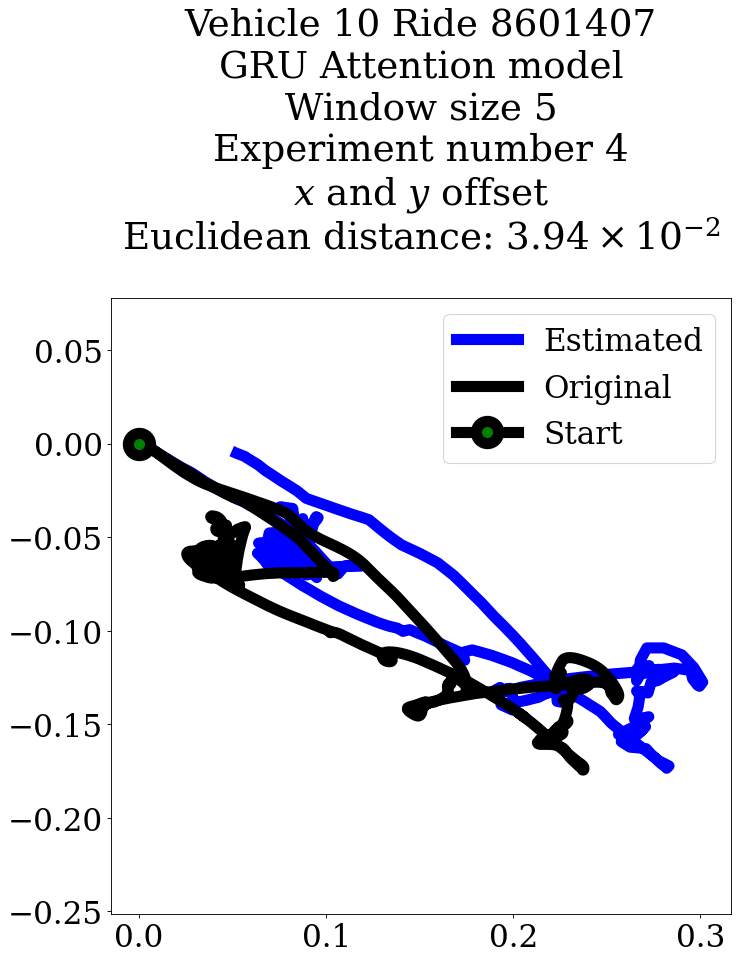 Vehicle 10 Ride 8601407
GRU Attention model
Window size 5
Experiment number 4
x and y offset
Euclidean distance: 3.94 × 10⁻²
Estimated
Original
Start
0.05
0.00
−0.05
−0.10
−0.15
−0.20
−0.25
0.0 0.1 0.2 0.3